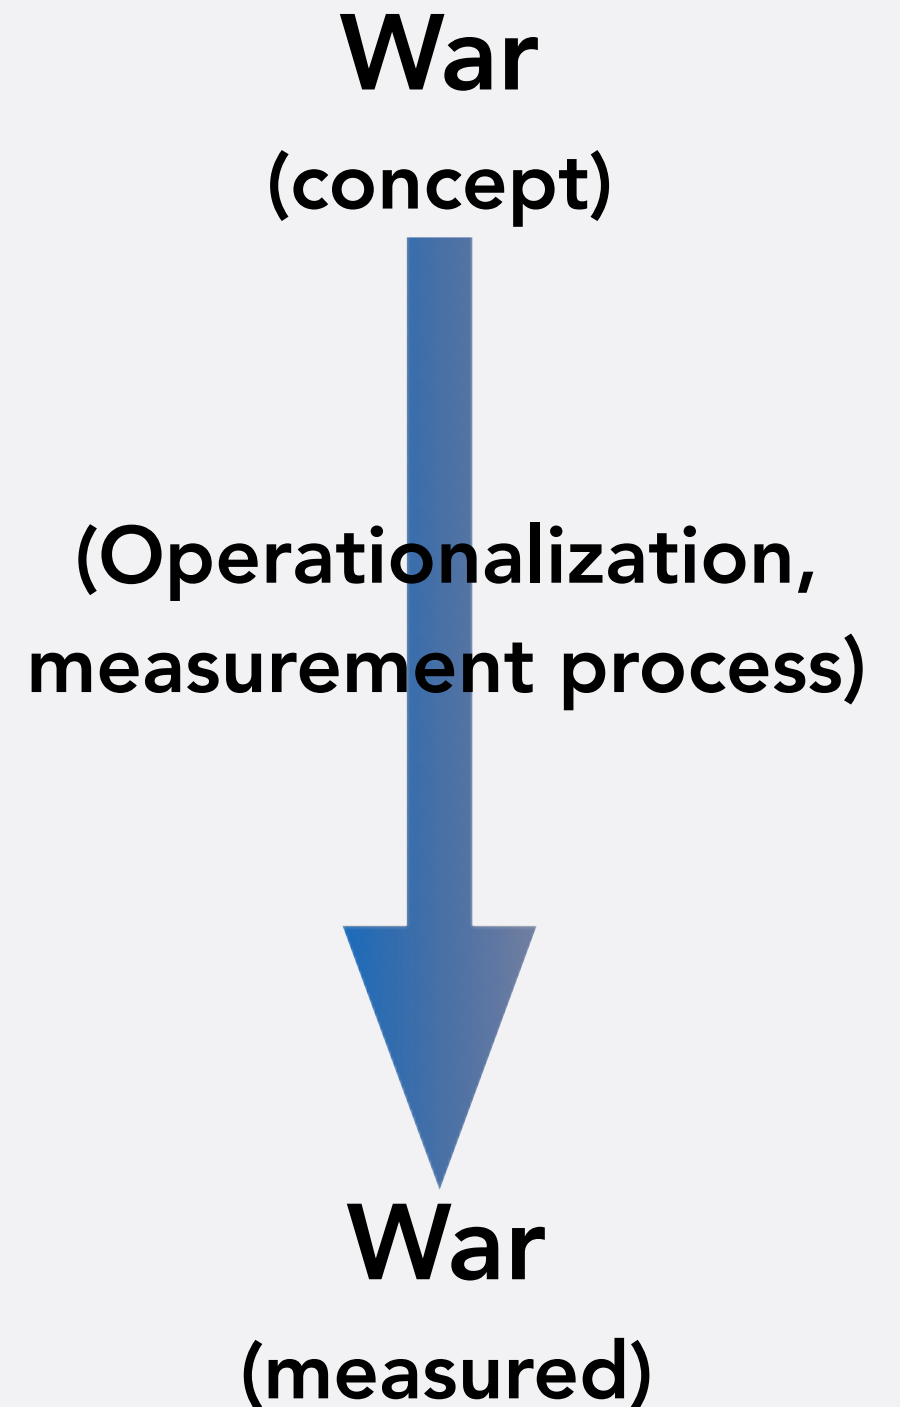 War
(concept)
(Operationalization,
measurement process)
War
(measured)